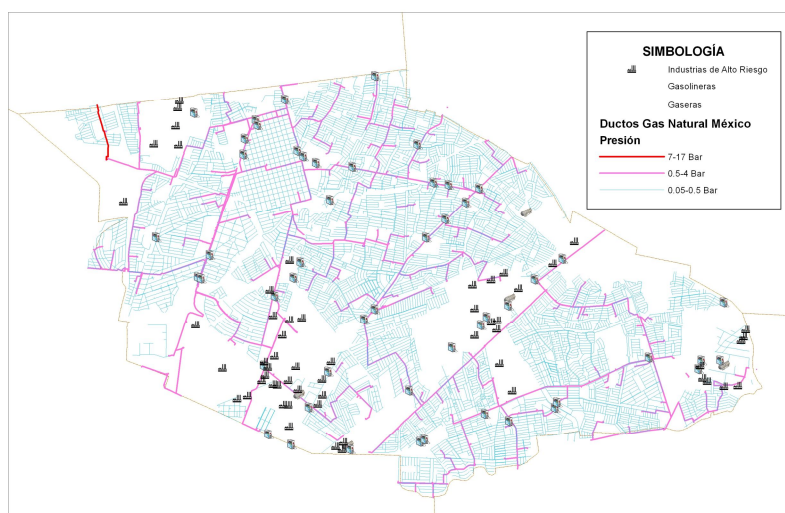 SIMBOLOGÍA
Industrias de Alto Riesgo
Gasolineras
Gaseras
Ductos Gas Natural México
Presión
7-17 Bar
0.5-4 Bar
0.05-0.5 Bar